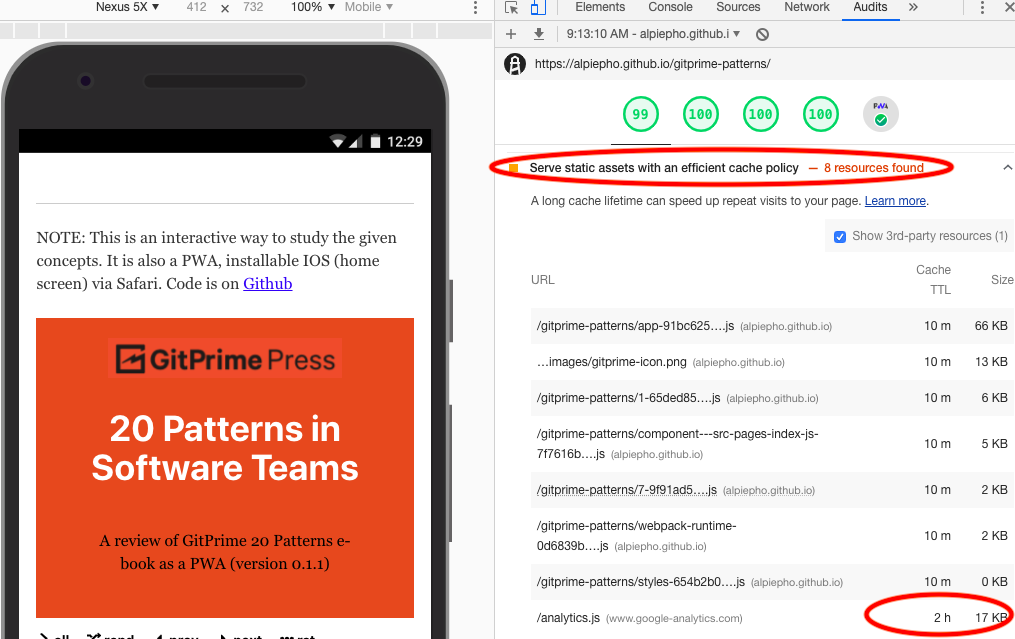 Nexus 5X ▼ 412 x 732 100% ▼ Mobile ▼
Elements Console Sources Network Audits »
+ 9:13:10 AM - alpiepho.github.i ▼
https://alpiepho.github.io/gitprime-patterns/
99 100 100 100 PWA
12:29
Serve static assets with an efficient cache policy — 8 resources found
A long cache lifetime can speed up repeat visits to your page. Learn more.
Show 3rd-party resources (1)
URL Cache TTL Size
/gitprime-patterns/app-91bc625….js (alpiepho.github.io) 10 m 66 KB
…images/gitprime-icon.png (alpiepho.github.io) 10 m 13 KB
/gitprime-patterns/1-65ded85….js (alpiepho.github.io) 10 m 6 KB
/gitprime-patterns/component---src-pages-index-js-
7f7616b….js (alpiepho.github.io) 10 m 5 KB
/gitprime-patterns/7-9f91ad5….js (alpiepho.github.io) 10 m 2 KB
/gitprime-patterns/webpack-runtime-
0d6839b….js (alpiepho.github.io) 10 m 2 KB
/gitprime-patterns/styles-654b2b0….js (alpiepho.github.io) 10 m 0 KB
/analytics.js (www.google-analytics.com) 2 h 17 KB
NOTE: This is an interactive way to study the given
concepts. It is also a PWA, installable IOS (home
screen) via Safari. Code is on Github
GitPrime Press
20 Patterns in
Software Teams
A review of GitPrime 20 Patterns e-
book as a PWA (version 0.1.1)